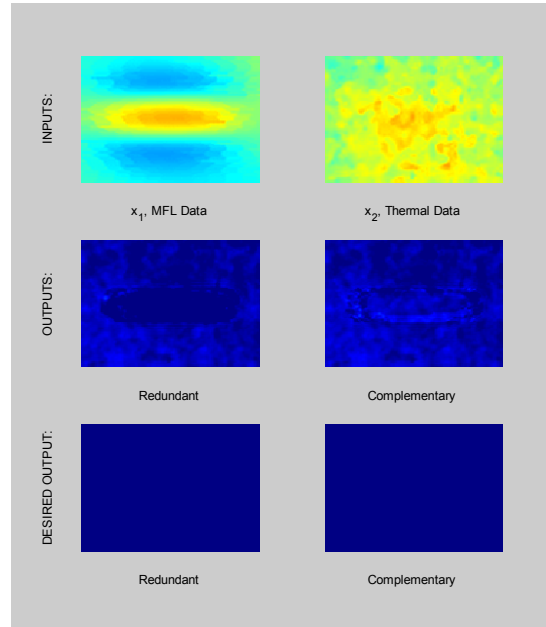 INPUTS:
x1, MFL Data
x2, Thermal Data
OUTPUTS:
Redundant
Complementary
DESIRED OUTPUT:
Redundant
Complementary